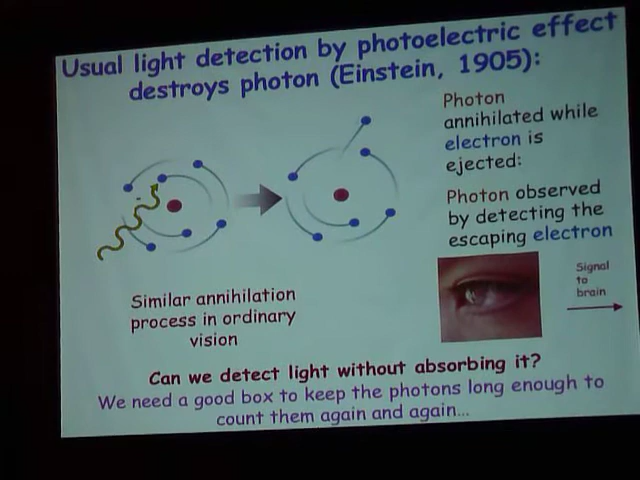 Usual light detection by photoelectric effect
destroys photon (Einstein, 1905):
Photon
annihilated while
electron is
ejected:
Photon observed
by detecting the
escaping electron
Signal
to
brain
Similar annihilation
process in ordinary
vision
Can we detect light without absorbing it?
We need a good box to keep the photons long enough to
count them again and again...